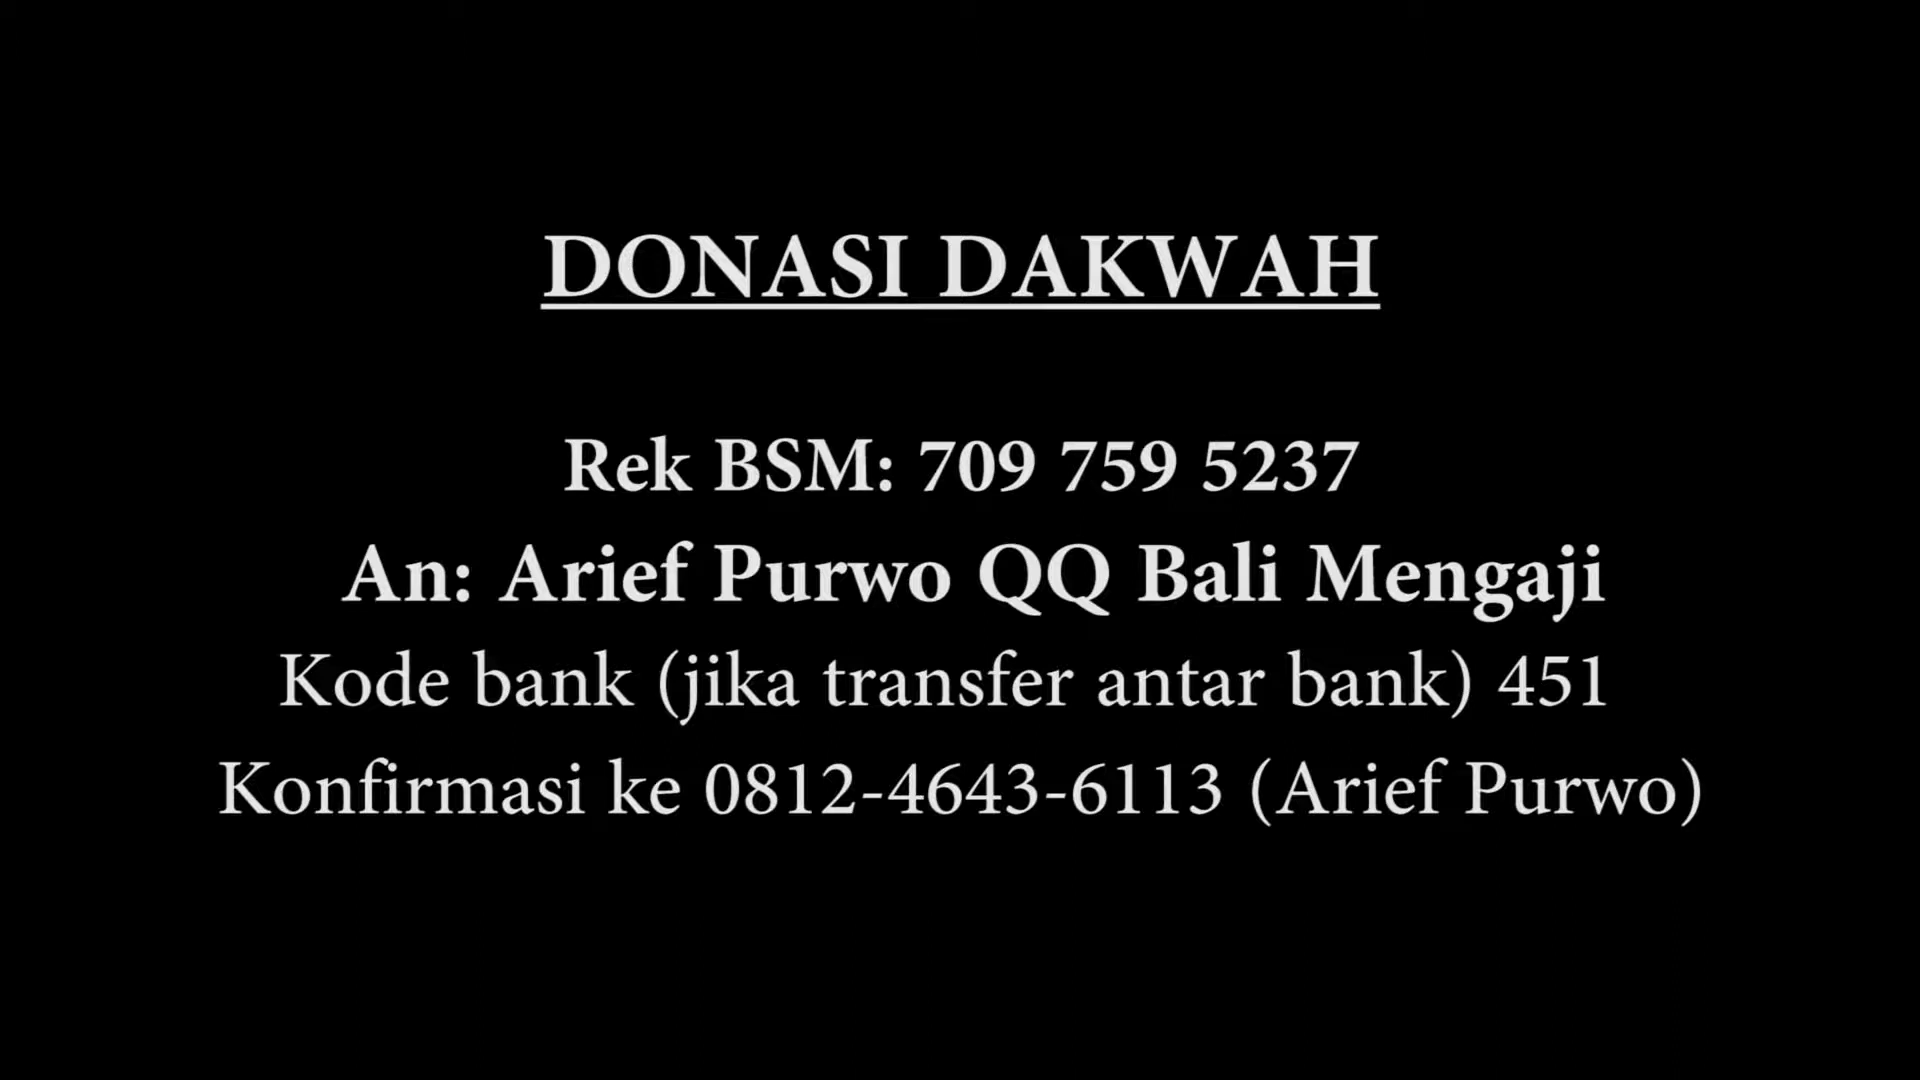 DONASI DAKWAH
Rek BSM: 709 759 5237
An: Arief Purwo QQ Bali Mengaji
Kode bank (jika transfer antar bank) 451
Konfirmasi ke 0812-4643-6113 (Arief Purwo)